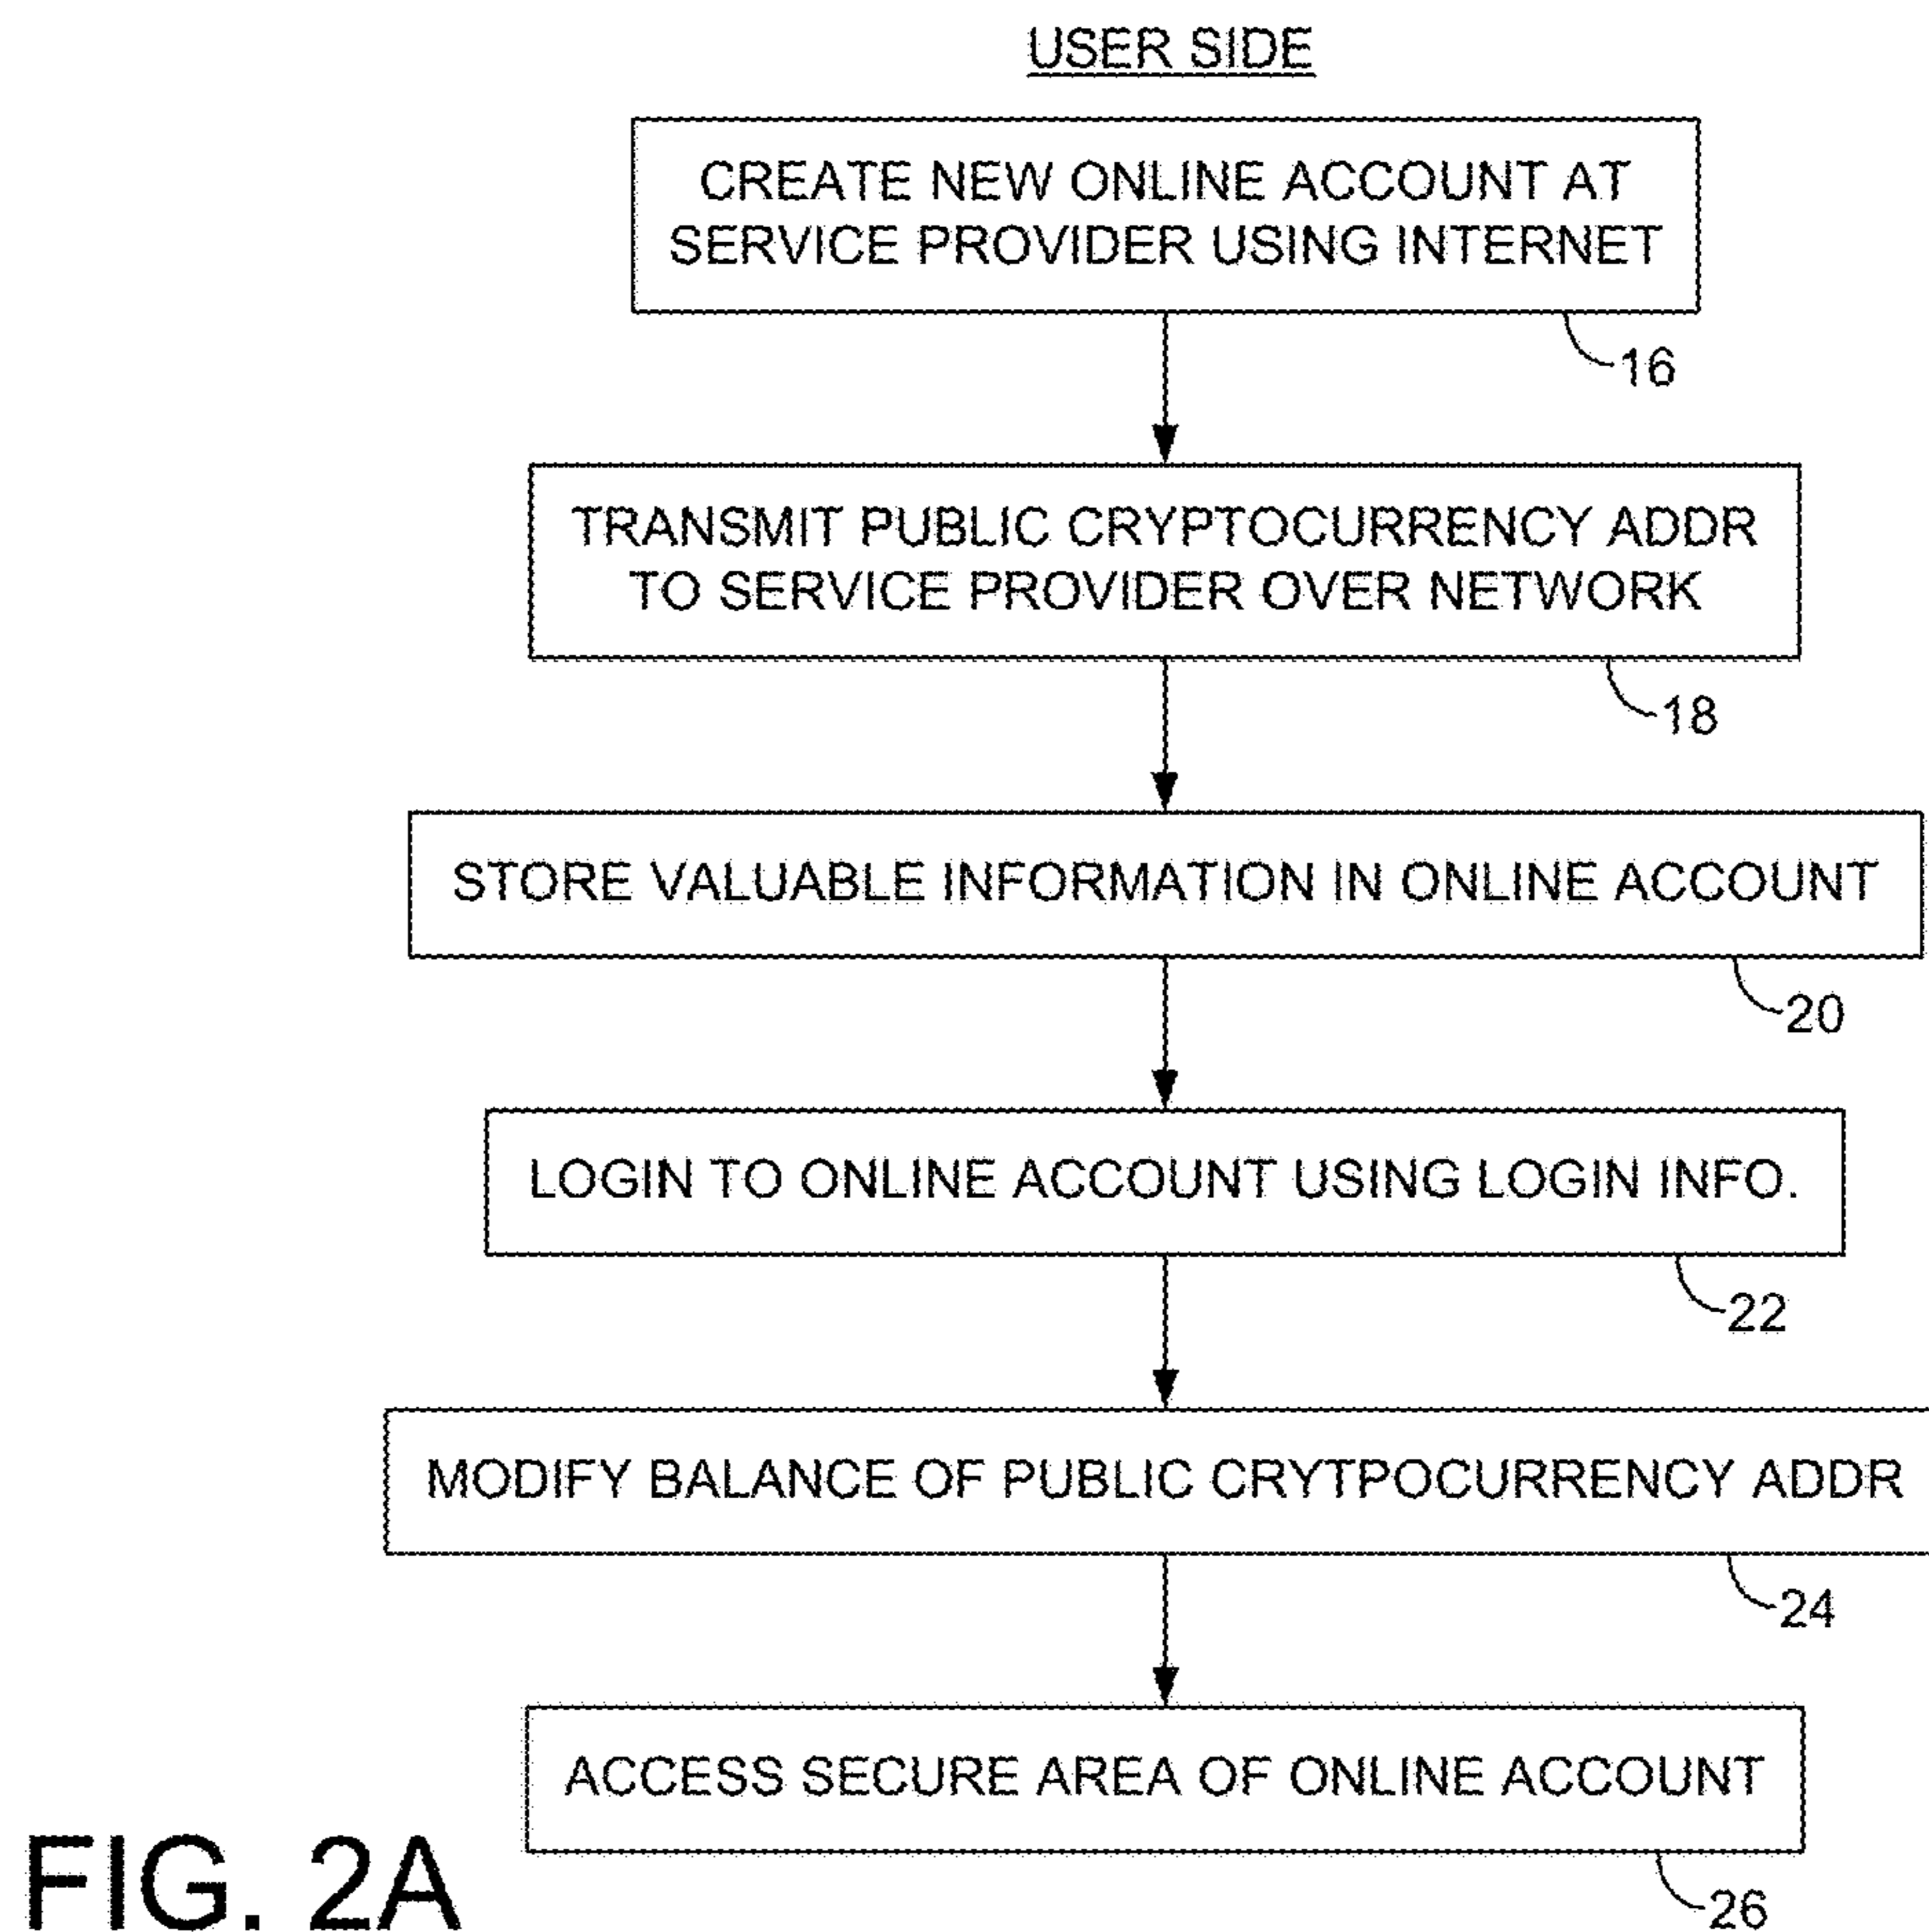 USER SIDE
CREATE NEW ONLINE ACCOUNT AT
SERVICE PROVIDER USING INTERNET
16
TRANSMIT PUBLIC CRYPTOCURRENCY ADDR
TO SERVICE PROVIDER OVER NETWORK
18
STORE VALUABLE INFORMATION IN ONLINE ACCOUNT
20
LOGIN TO ONLINE ACCOUNT USING LOGIN INFO.
22
MODIFY BALANCE OF PUBLIC CRYTPOCURRENCY ADDR
24
ACCESS SECURE AREA OF ONLINE ACCOUNT
26
FIG. 2A